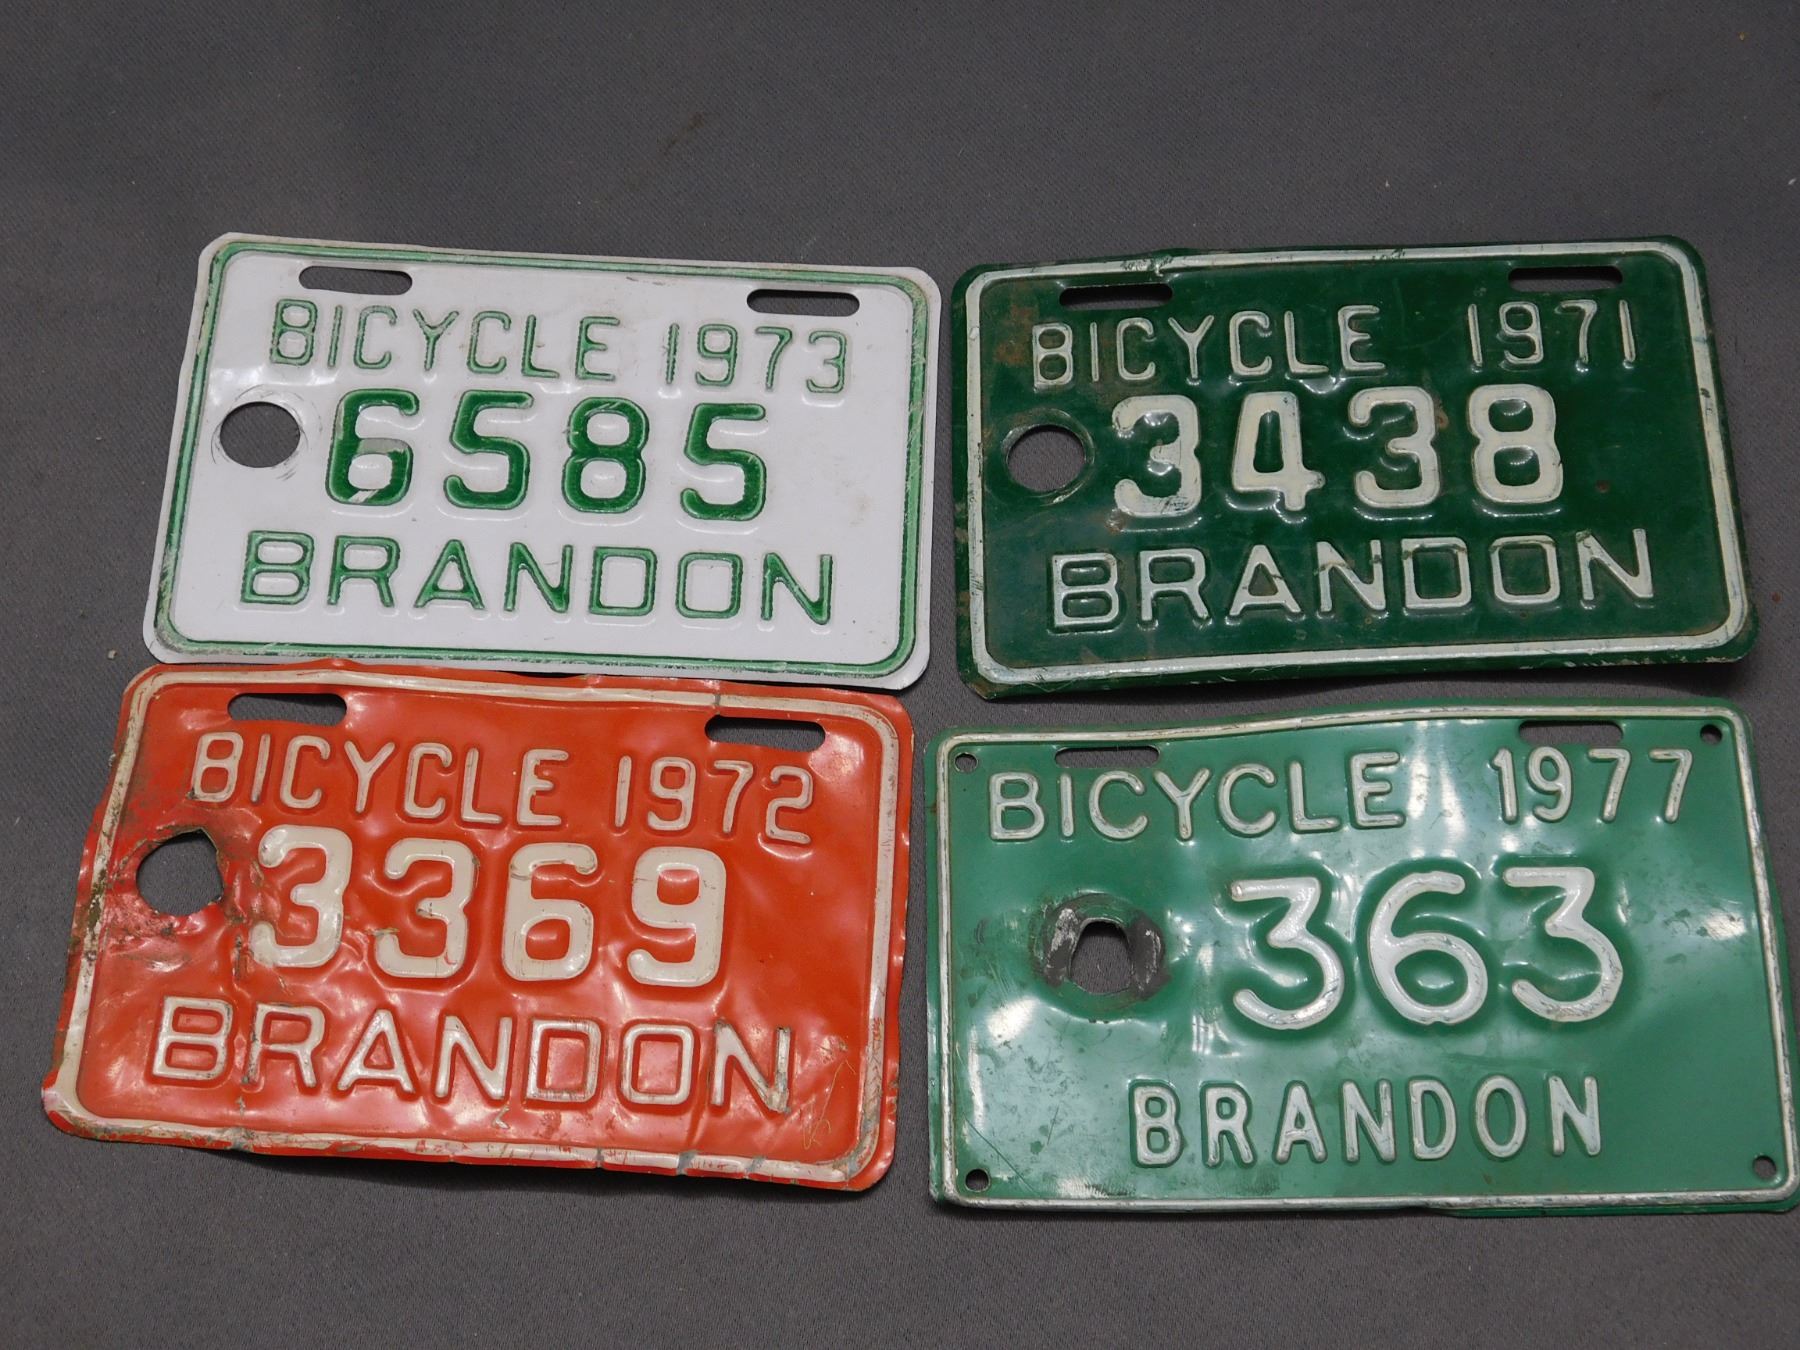 BICYCLE 1973
6585
BRANDON
BICYCLE 1971
3438
BRANDON
BICYCLE 1972
3369
BRANDON
BICYCLE 1977
363
BRANDON